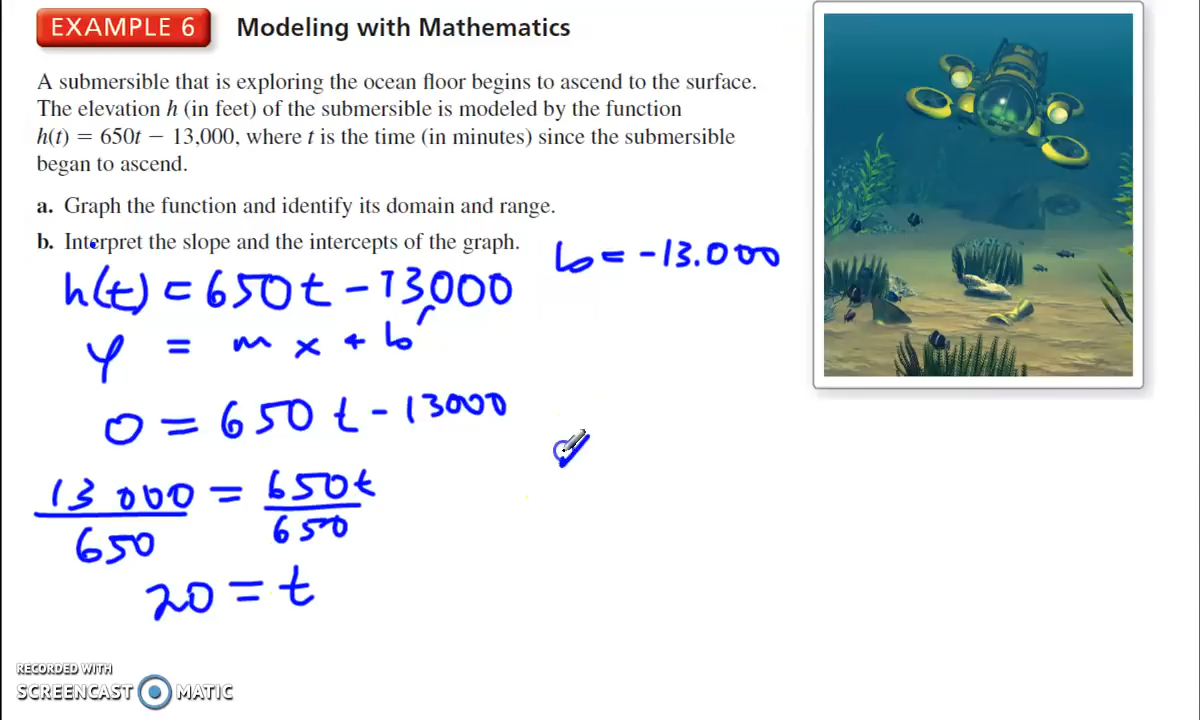 EXAMPLE 6 Modeling with Mathematics
A submersible that is exploring the ocean floor begins to ascend to the surface.
The elevation h (in feet) of the submersible is modeled by the function
h(t) = 650t − 13,000, where t is the time (in minutes) since the submersible
began to ascend.
a. Graph the function and identify its domain and range.
b. Interpret the slope and the intercepts of the graph.
b = -13.000
h(t) = 650t - 13,000
y = mx + b
0 = 650t - 13000
13000 = 650t
650 650
20 = t
RECORDED WITH
SCREENCAST MATIC